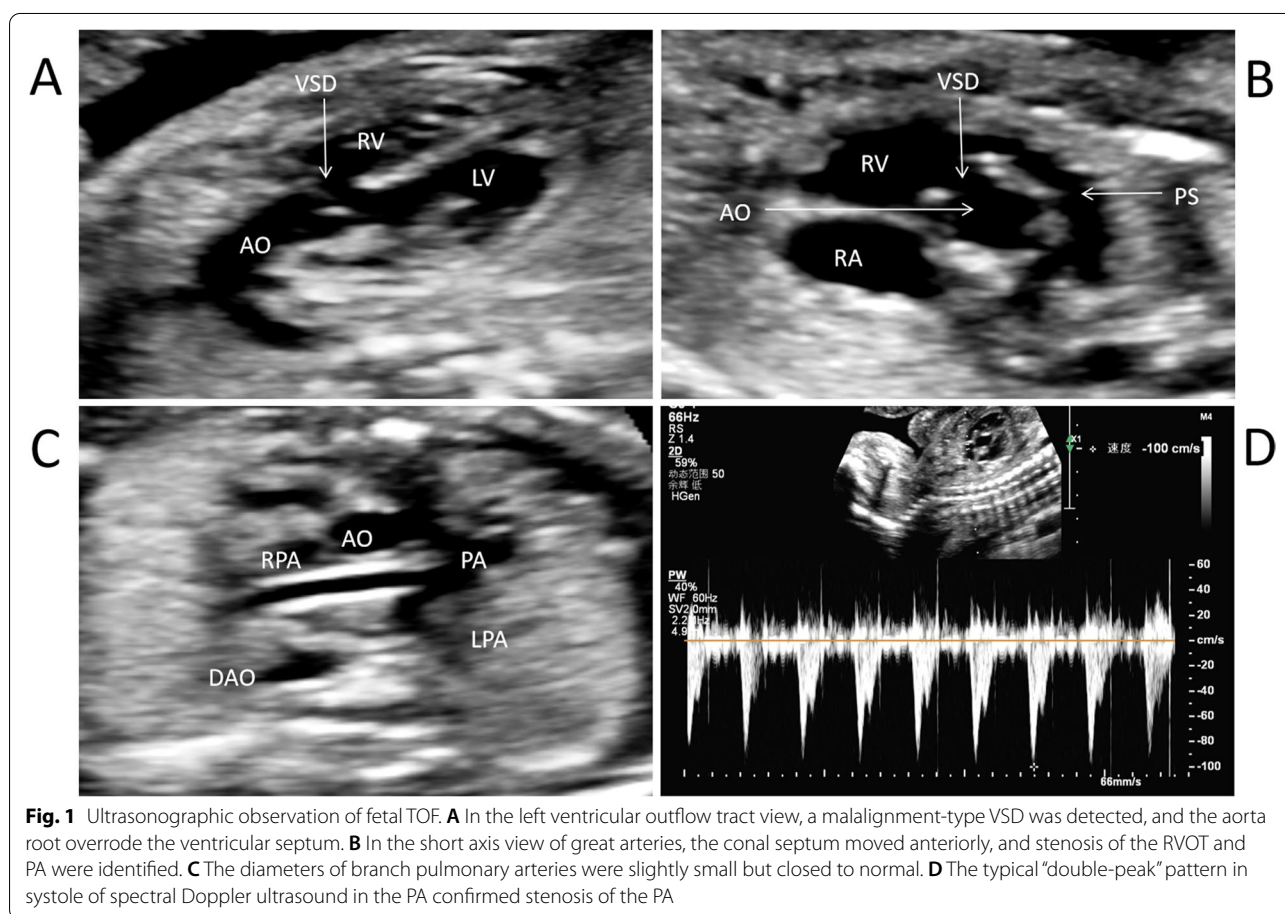 A
VSD
RV
LV
AO
B
VSD
RV
AO
PS
RA
C
AO
RPA
PA
LPA
DAO
D
66Hz
RS
Z 1.4
2D
59%
动态范围 50
余辉 低
HGen
M4
X1
速度 -100 cm/s
PW
40%
WF 60Hz
SV2.0mm
60
40
20
cm/s
-20
-40
-60
-80
-100
66mm/s
Fig. 1 Ultrasonographic observation of fetal TOF. A In the left ventricular outflow tract view, a malalignment-type VSD was detected, and the aorta
root overrode the ventricular septum. B In the short axis view of great arteries, the conal septum moved anteriorly, and stenosis of the RVOT and
PA were identified. C The diameters of branch pulmonary arteries were slightly small but closed to normal. D The typical “double-peak” pattern in
systole of spectral Doppler ultrasound in the PA confirmed stenosis of the PA